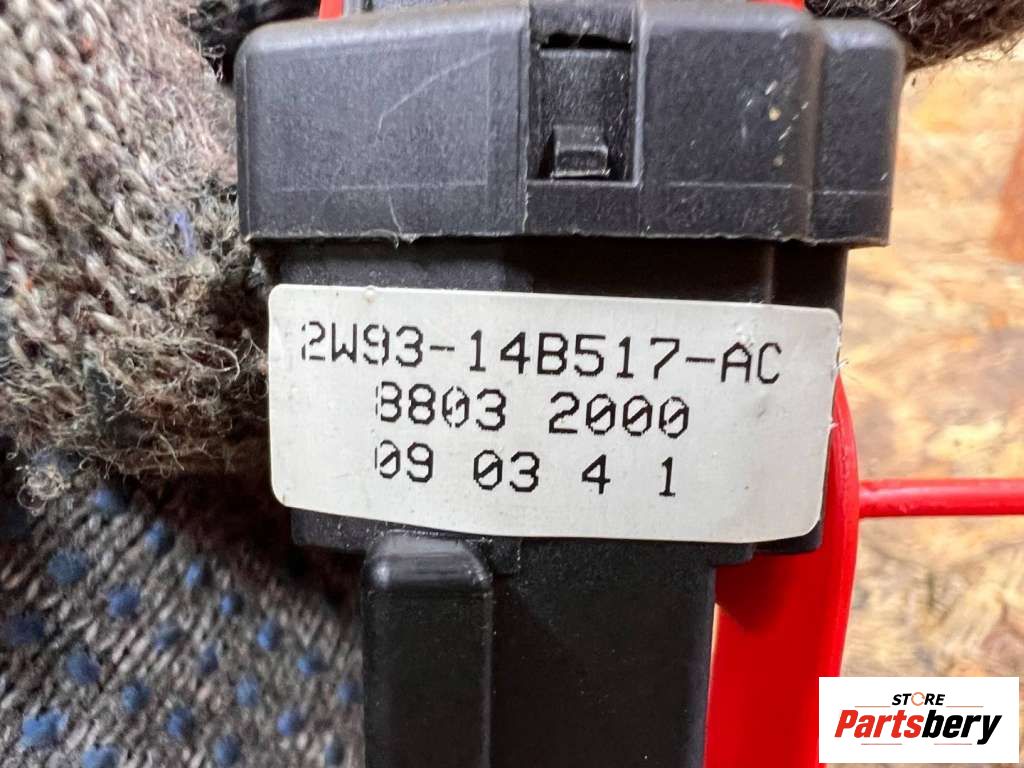 2W93-14B517-AC
8803 2000
09 03 4 1
STORE
Partsbery